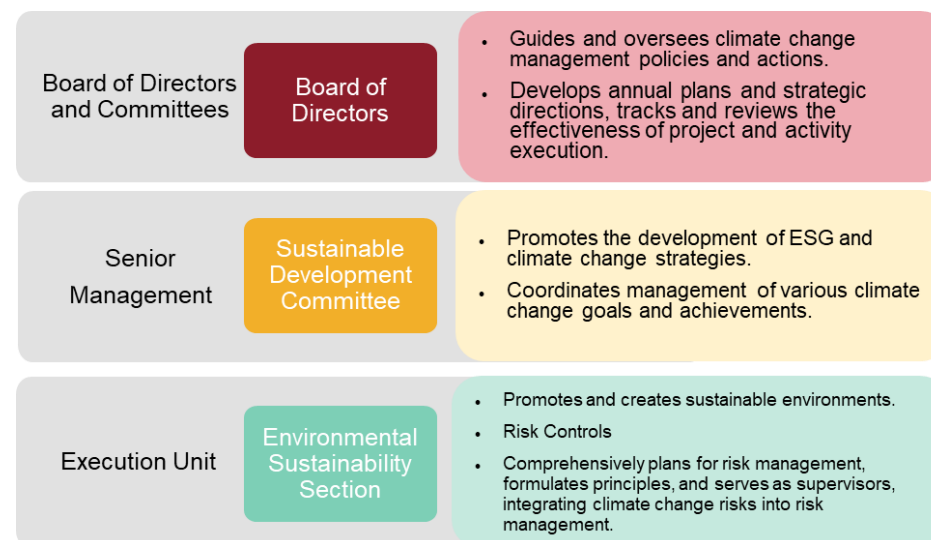 Board of Directors
and Committees
Board of
Directors
• Guides and oversees climate change
management policies and actions.
• Develops annual plans and strategic
directions, tracks and reviews the
effectiveness of project and activity
execution.
Senior
Management
Sustainable
Development
Committee
• Promotes the development of ESG and
climate change strategies.
• Coordinates management of various climate
change goals and achievements.
Execution Unit
Environmental
Sustainability
Section
• Promotes and creates sustainable environments.
• Risk Controls
• Comprehensively plans for risk management,
formulates principles, and serves as supervisors,
integrating climate change risks into risk
management.